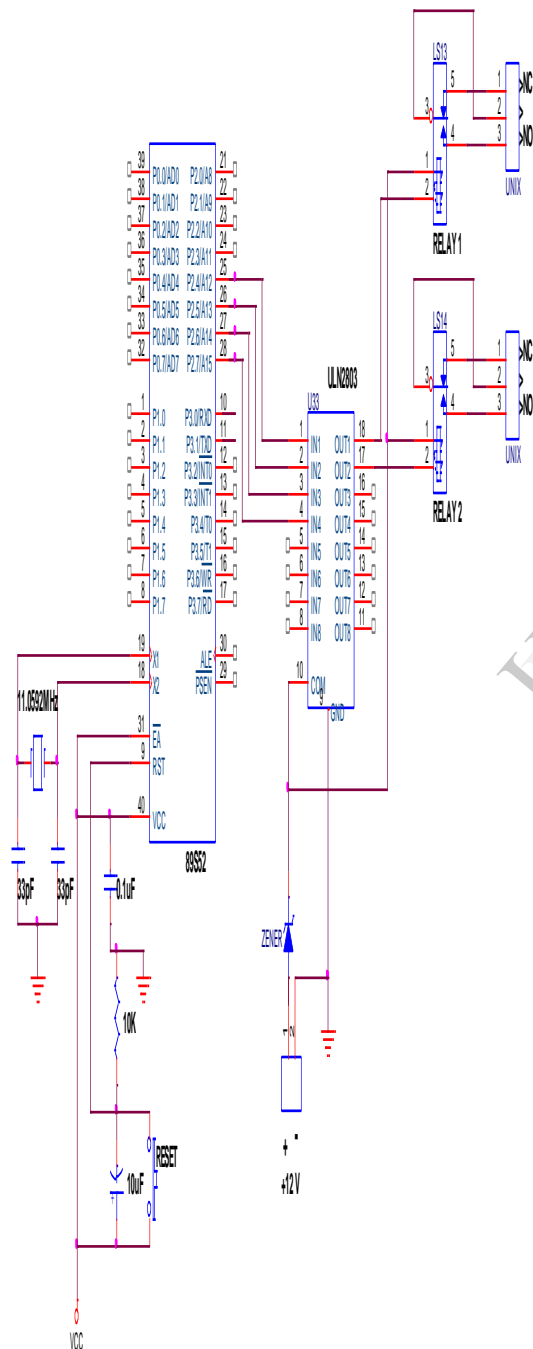 LS13
3
5
4
1
2
1
2
3
>NC
>
>NO
UNIX
RELAY 1
LS14
3
5
4
1
2
1
2
3
>NC
>
>NO
UNIX
RELAY 2
39 P0.0/AD0 P2.0/A8 21
38 P0.1/AD1 P2.1/A9 22
37 P0.2/AD2 P2.2/A10 23
36 P0.3/AD3 P2.3/A11 24
35 P0.4/AD4 P2.4/A12 25
34 P0.5/AD5 P2.5/A13 26
33 P0.6/AD6 P2.6/A14 27
32 P0.7/AD7 P2.7/A15 28
1 P1.0 P3.0/RXD 10
2 P1.1 P3.1/TXD 11
3 P1.2 P3.2/INT0 12
4 P1.3 P3.3/INT1 13
5 P1.4 P3.4/T0 14
6 P1.5 P3.5/T1 15
7 P1.6 P3.6/WR 16
8 P1.7 P3.7/RD 17
19 X1 ALE 30
18 X2 PSEN 29
31 EA
9 RST
40 VCC
89S52
ULN2803
U33
1 IN1 OUT1 18
2 IN2 OUT2 17
3 IN3 OUT3 16
4 IN4 OUT4 15
5 IN5 OUT5 14
6 IN6 OUT6 13
7 IN7 OUT7 12
8 IN8 OUT8 11
10 COM
9
GND
11.0592MHz
33pF
33pF
0.1uF
10K
RESET
10uF
+
VCC
ZENER
1
2
+ -
+12 V